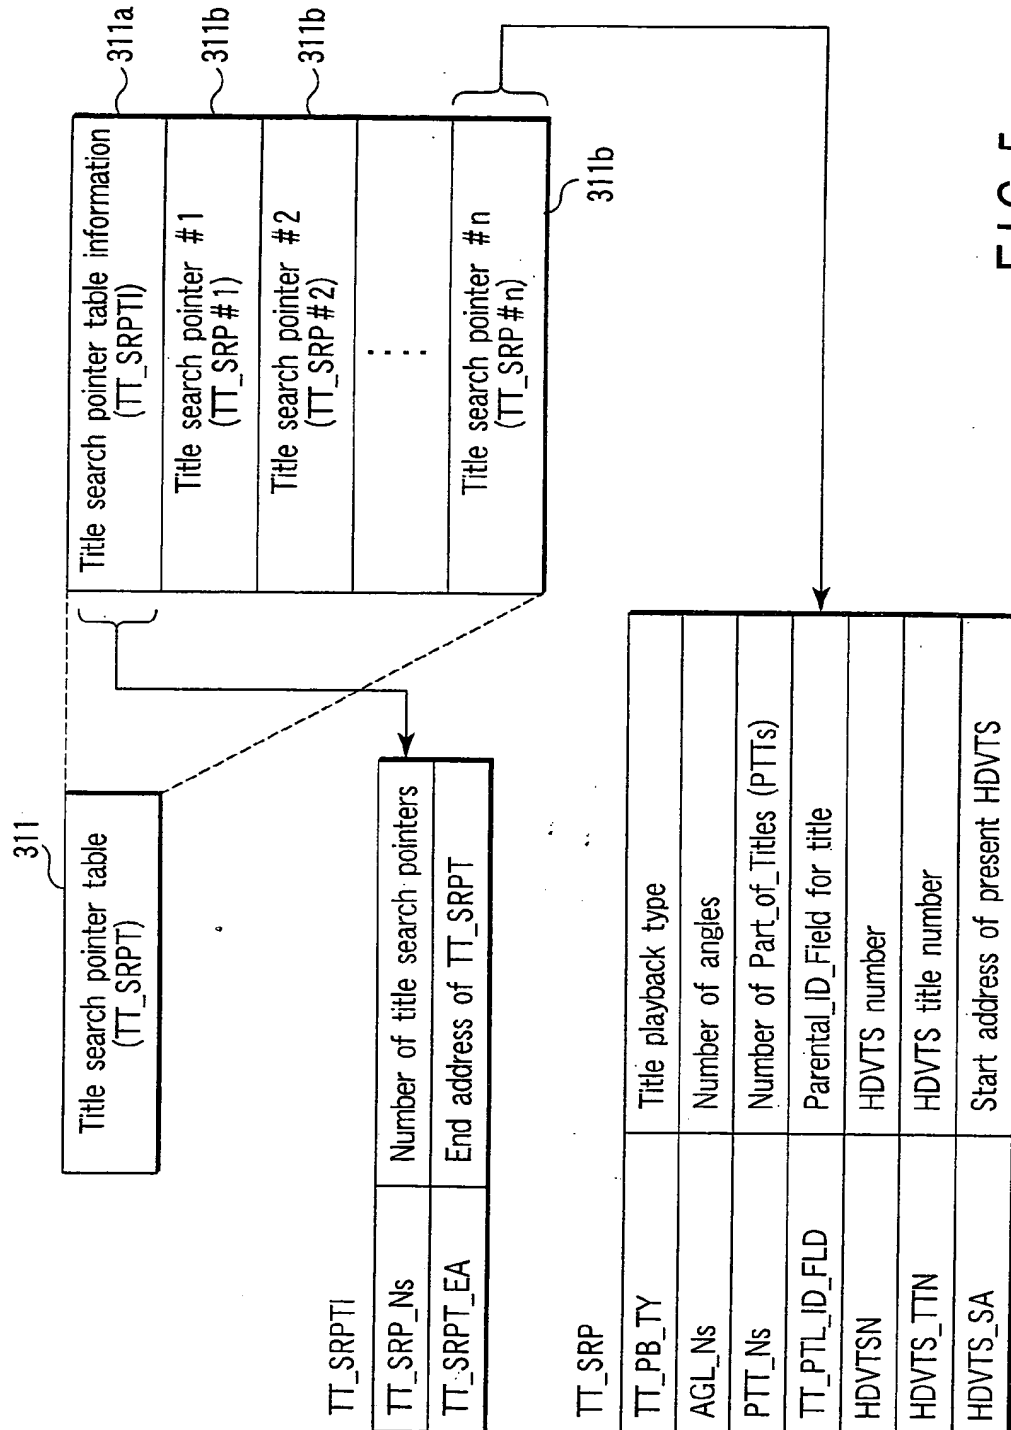 311
Title search pointer table
(TT_SRPT)
Title search pointer table information
(TT_SRPTI)
311a
Title search pointer #1
(TT_SRP#1)
311b
Title search pointer #2
(TT_SRP#2)
311b
....
Title search pointer #n
(TT_SRP#n)
311b
TT_SRPTI
TT_SRP_Ns Number of title search pointers
TT_SRPT_EA End address of TT_SRPT
TT_SRP
TT_PB_TY Title playback type
AGL_Ns Number of angles
PTT_Ns Number of Part_of_Titles (PTTs)
TT_PTL_ID_FLD Parental_ID_Field for title
HDVTSN HDVTS number
HDVTS_TTN HDVTS title number
HDVTS_SA Start address of present HDVTS